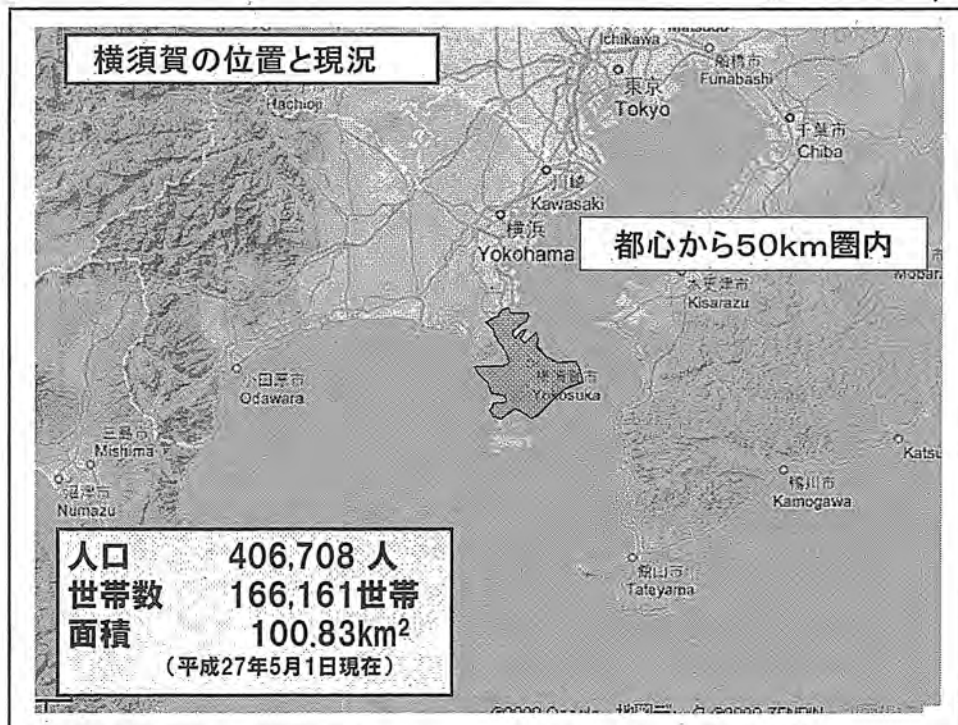 横須賀の位置と現況
Ichikawa
船橋市
Funabashi
東京
Tokyo
Hachioji
千葉市
Chiba
川崎
Kawasaki
横浜
Yokohama
都心から50km圏内
木更津市
Kisarazu
市
Mobara
横須賀市
Yokosuka
小田原市
Odawara
三島市
Mishima
沼津市
Numazu
Katsu
鴨川市
Kamogawa
館山市
Tateyama
人口 406,708 人
世帯数 166,161世帯
面積 100.83km²
(平成27年5月1日現在)